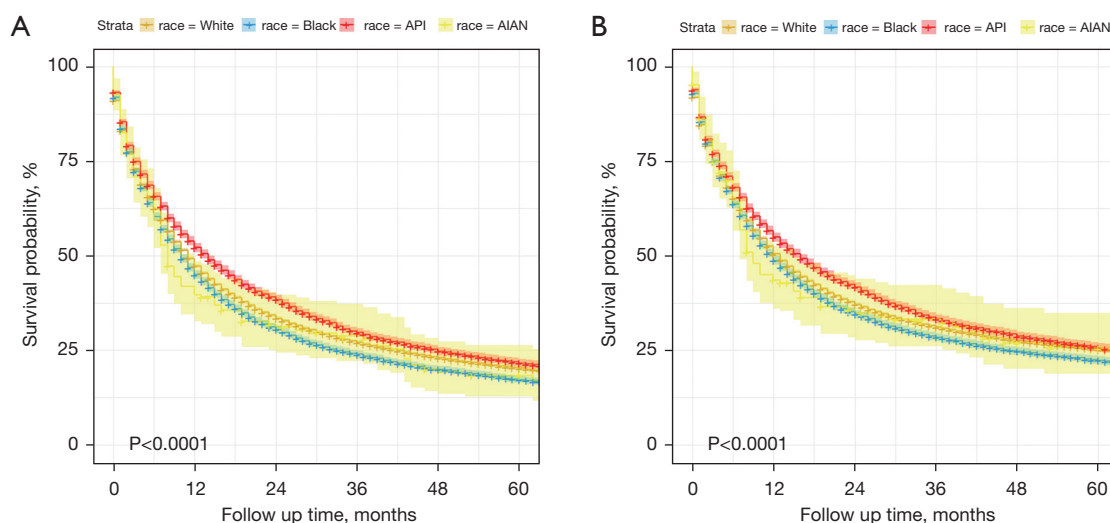 A
Strata race = White race = Black race = API race = AIAN
100
75
50
25
0
Survival probability, %
P<0.0001
0 12 24 36 48 60
Follow up time, months
B
Strata race = White race = Black race = API race = AIAN
100
75
50
25
0
Survival probability, %
P<0.0001
0 12 24 36 48 60
Follow up time, months